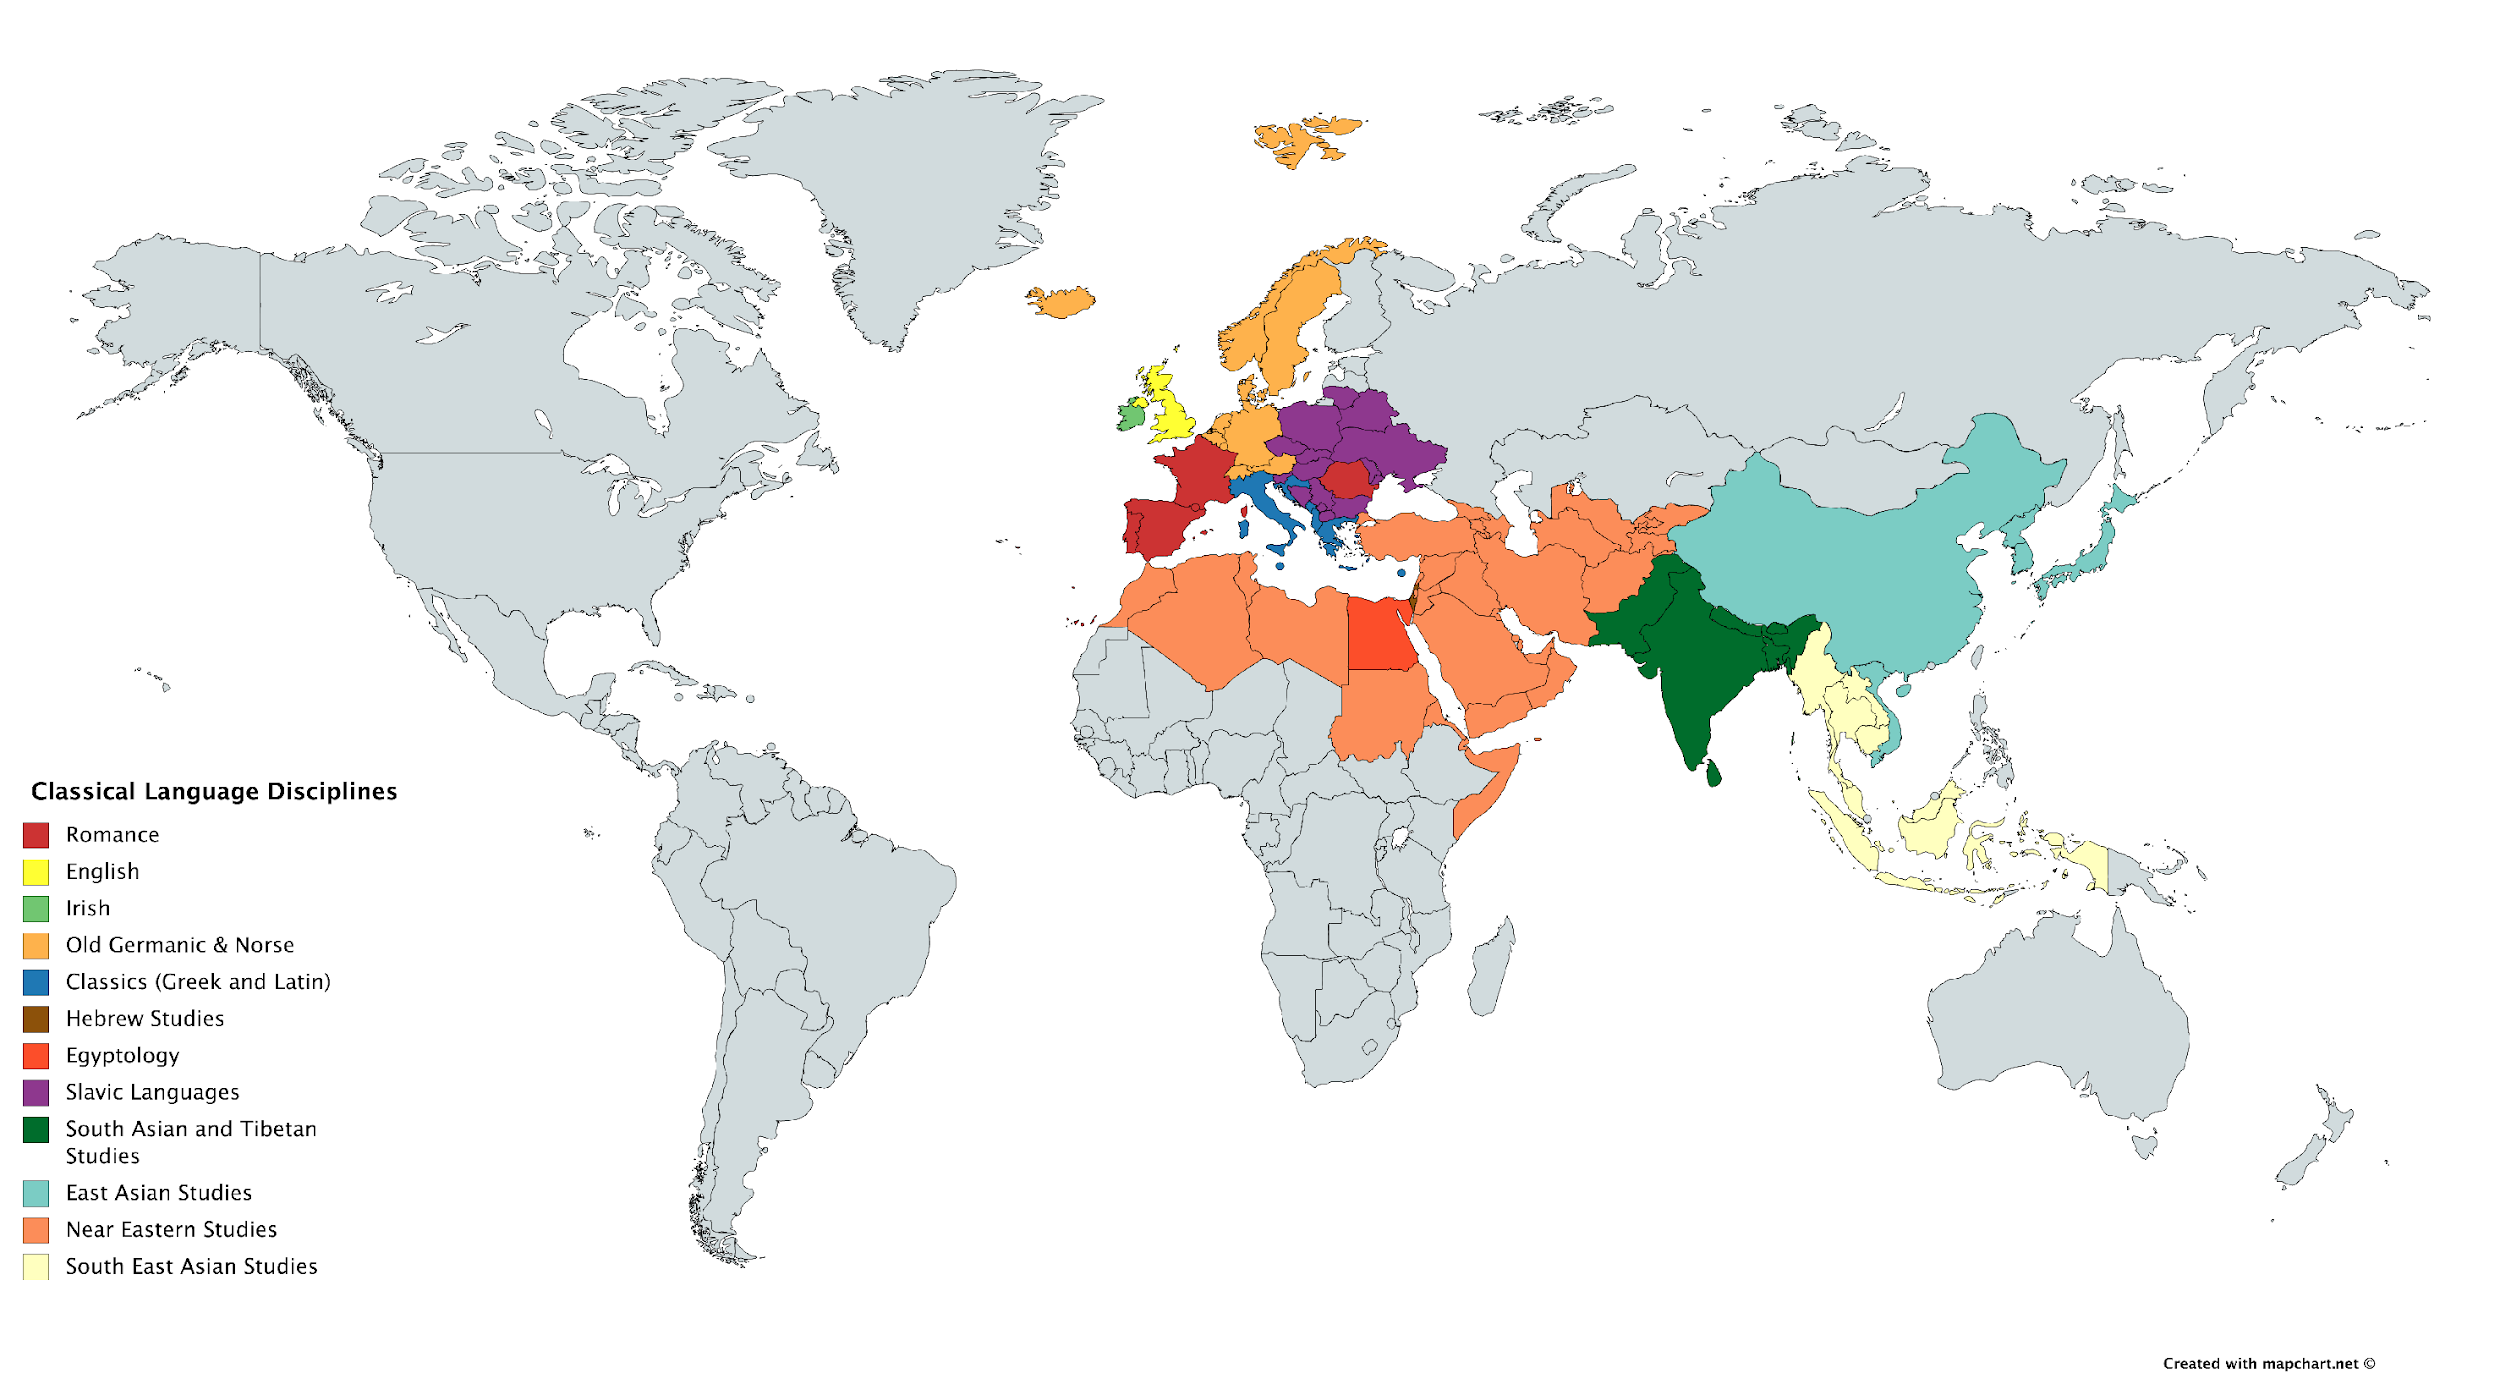 Classical Language Disciplines
Romance
English
Irish
Old Germanic & Norse
Classics (Greek and Latin)
Hebrew Studies
Egyptology
Slavic Languages
South Asian and Tibetan
Studies
East Asian Studies
Near Eastern Studies
South East Asian Studies
Created with mapchart.net ©